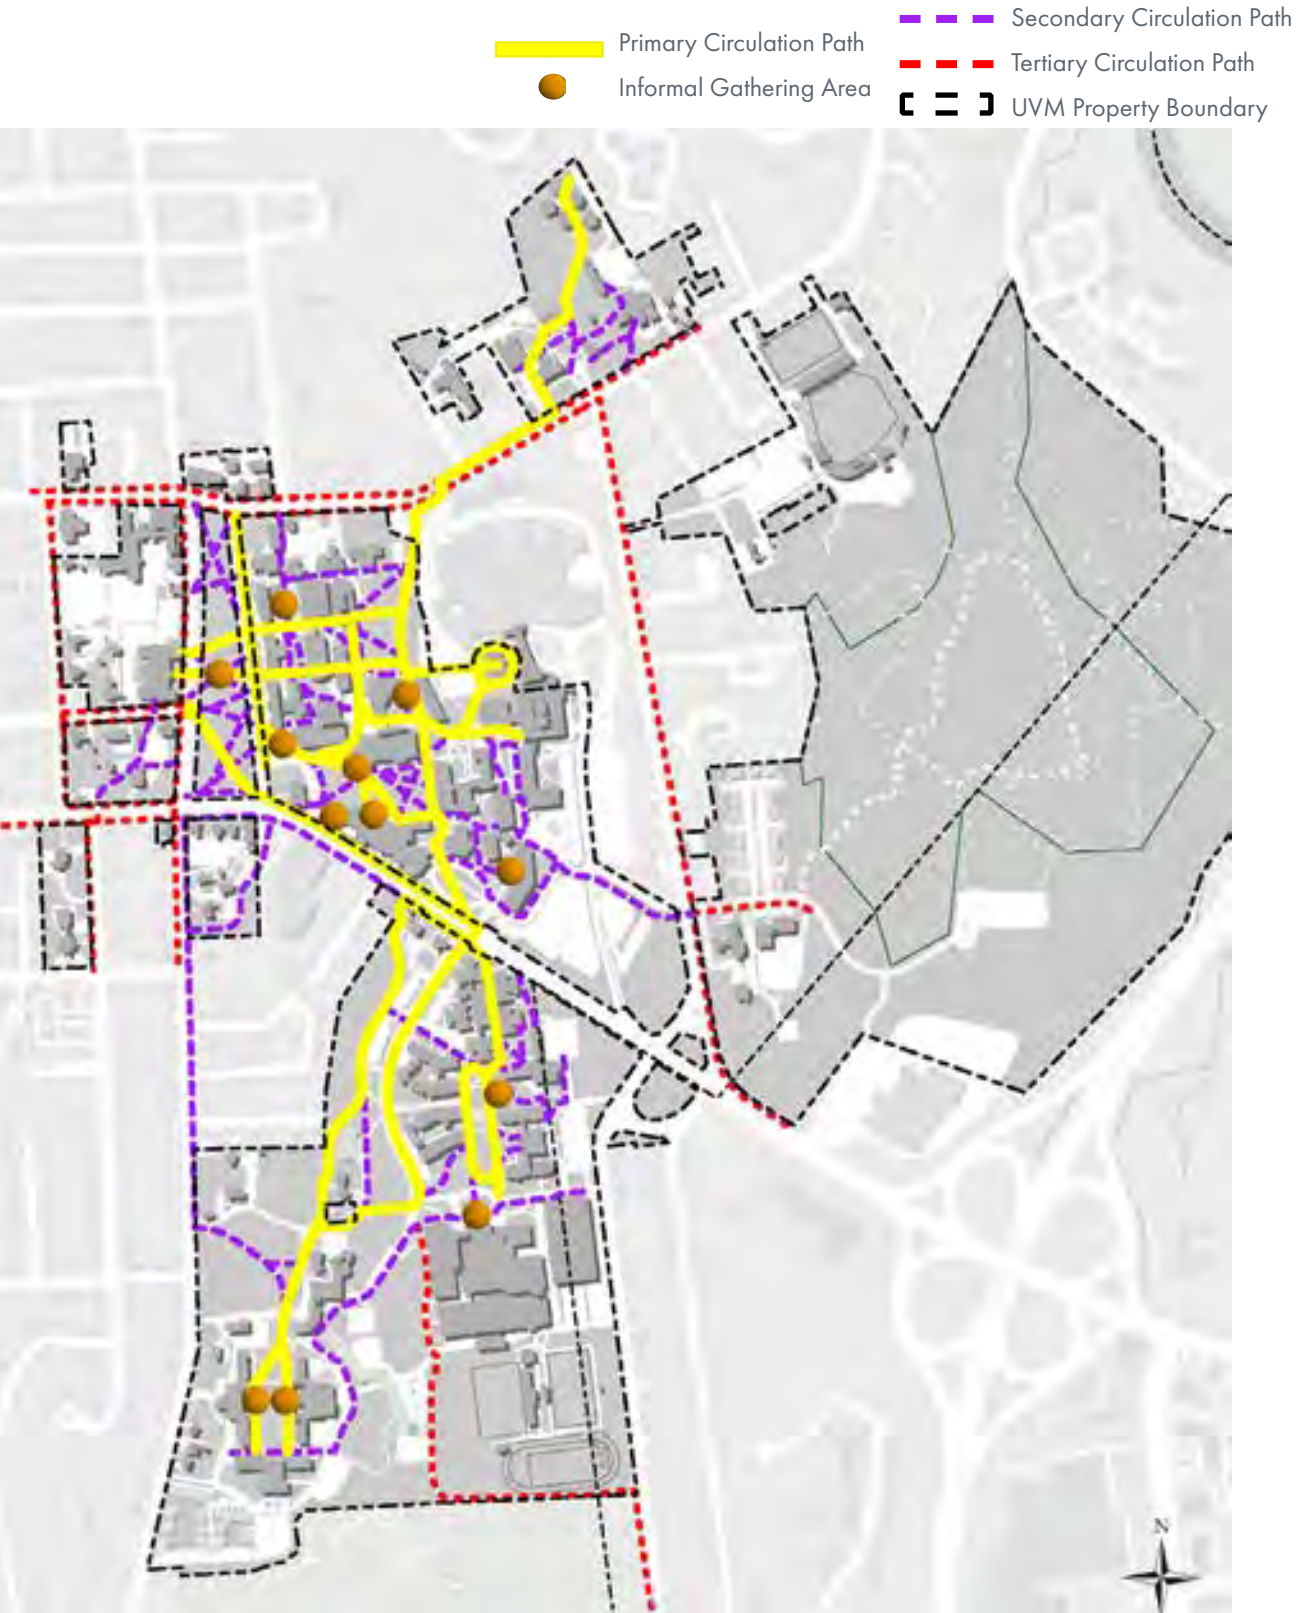 Secondary Circulation Path
Primary Circulation Path
Tertiary Circulation Path
Informal Gathering Area
UVM Property Boundary
N